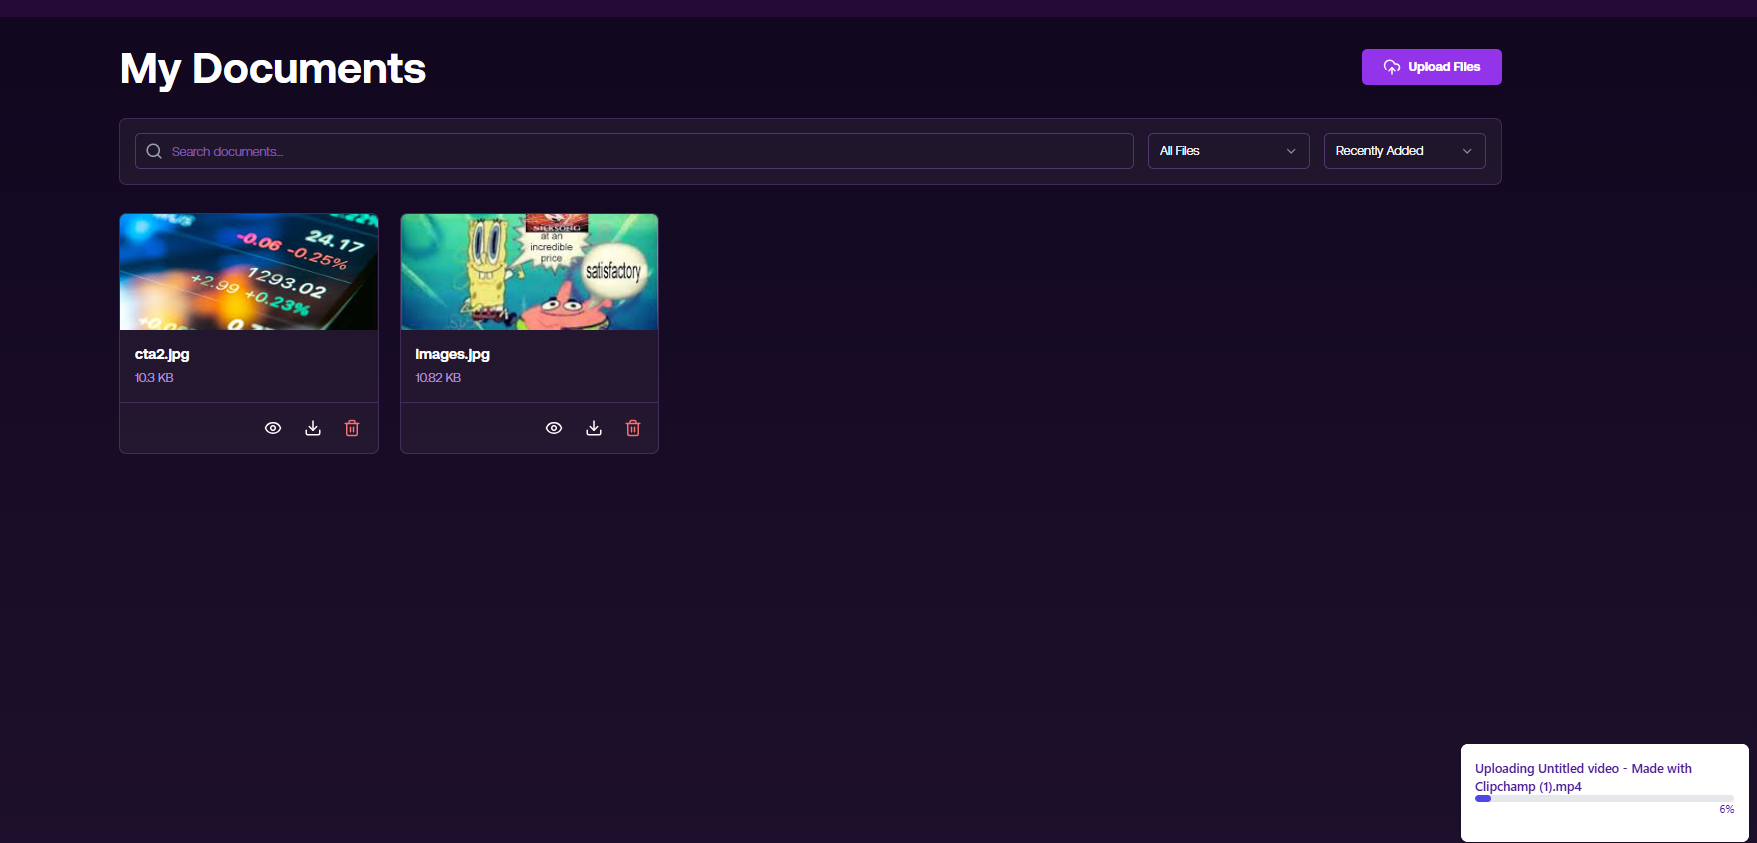 My Documents
Upload Files
Search documents...
All Files
Recently Added
24.17
-0.06 -0.25%
1293.02
+2.99 +0.23%
SILKSONG
at an
incredible
price
satisfactory
cta2.jpg
10.3 KB
images.jpg
10.82 KB
Uploading Untitled video - Made with
Clipchamp (1).mp4
6%